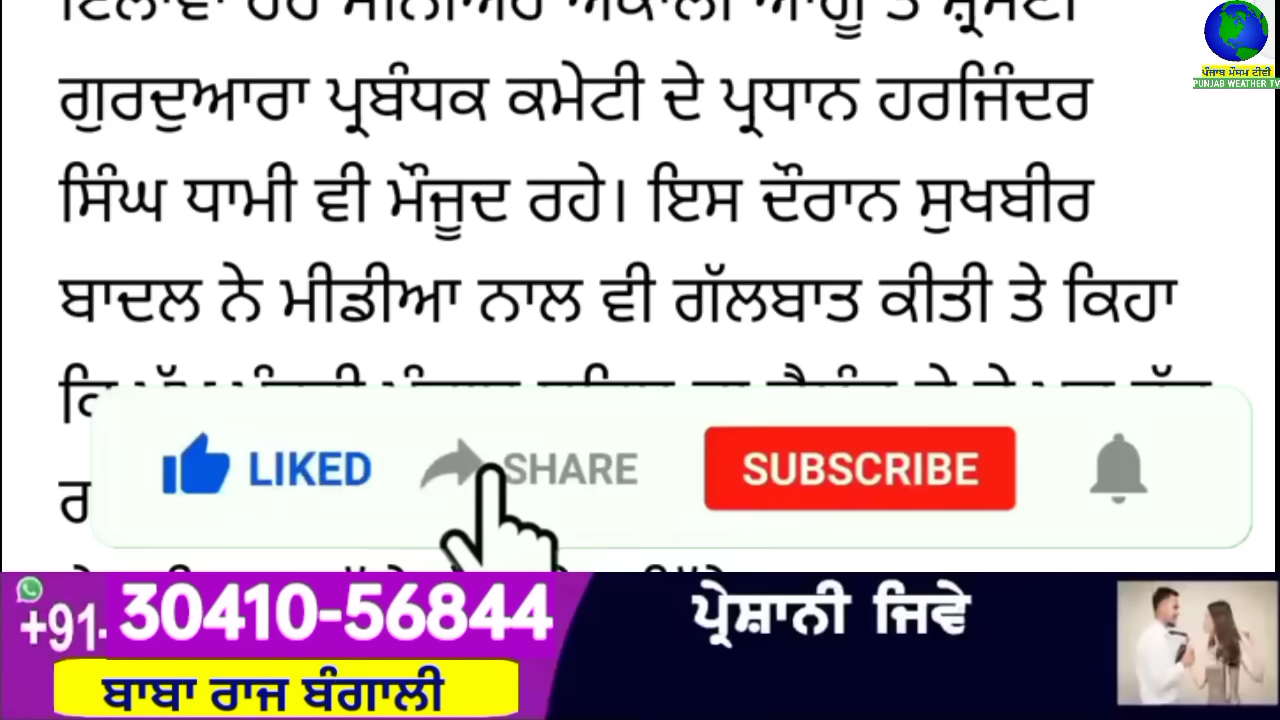 ਗੁਰਦੁਆਰਾ ਪ੍ਰਬੰਧਕ ਕਮੇਟੀ ਦੇ ਪ੍ਰਧਾਨ ਹਰਜਿੰਦਰ
ਸਿੰਘ ਧਾਮੀ ਵੀ ਮੌਜੂਦ ਰਹੇ। ਇਸ ਦੌਰਾਨ ਸੁਖਬੀਰ
ਬਾਦਲ ਨੇ ਮੀਡੀਆ ਨਾਲ ਵੀ ਗੱਲਬਾਤ ਕੀਤੀ ਤੇ ਕਿਹਾ
LIKED SHARE SUBSCRIBE
+91-30410-56844
ਬਾਬਾ ਰਾਜ ਬੰਗਾਲੀ
ਪ੍ਰੇਸ਼ਾਨੀ ਜਿਵੇ
ਪੰਜਾਬ ਮੌਸਮ ਟੀਵੀ
PUNJAB WEATHER TV